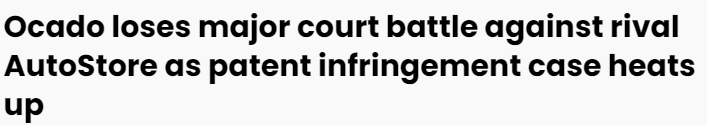 Ocado loses major court battle against rival
AutoStore as patent infringement case heats
up